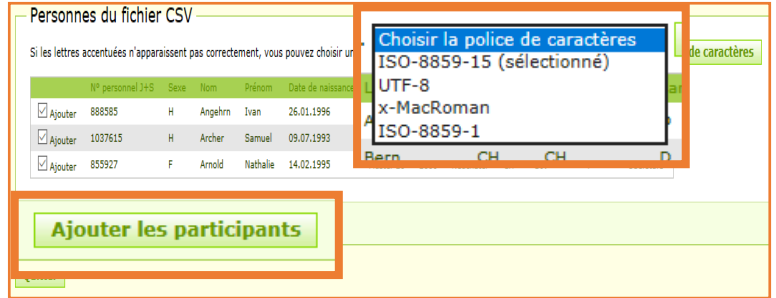 Personnes du fichier CSV
Si les lettres accentuées n'apparaissent pas correctement, vous pouvez choisir un
de caractères
Choisir la police de caractères
ISO-8859-15 (sélectionné)
UTF-8
x-MacRoman
ISO-8859-1
N° personnel J+S Sexe Nom Prénom Date de naissance
Ajouter 888585 H Angehrn Ivan 26.01.1996
Ajouter 1037615 H Archer Samuel 09.07.1993
Ajouter 855927 F Arnold Nathalie 14.02.1995
Bern CH CH D
Ajouter les participants